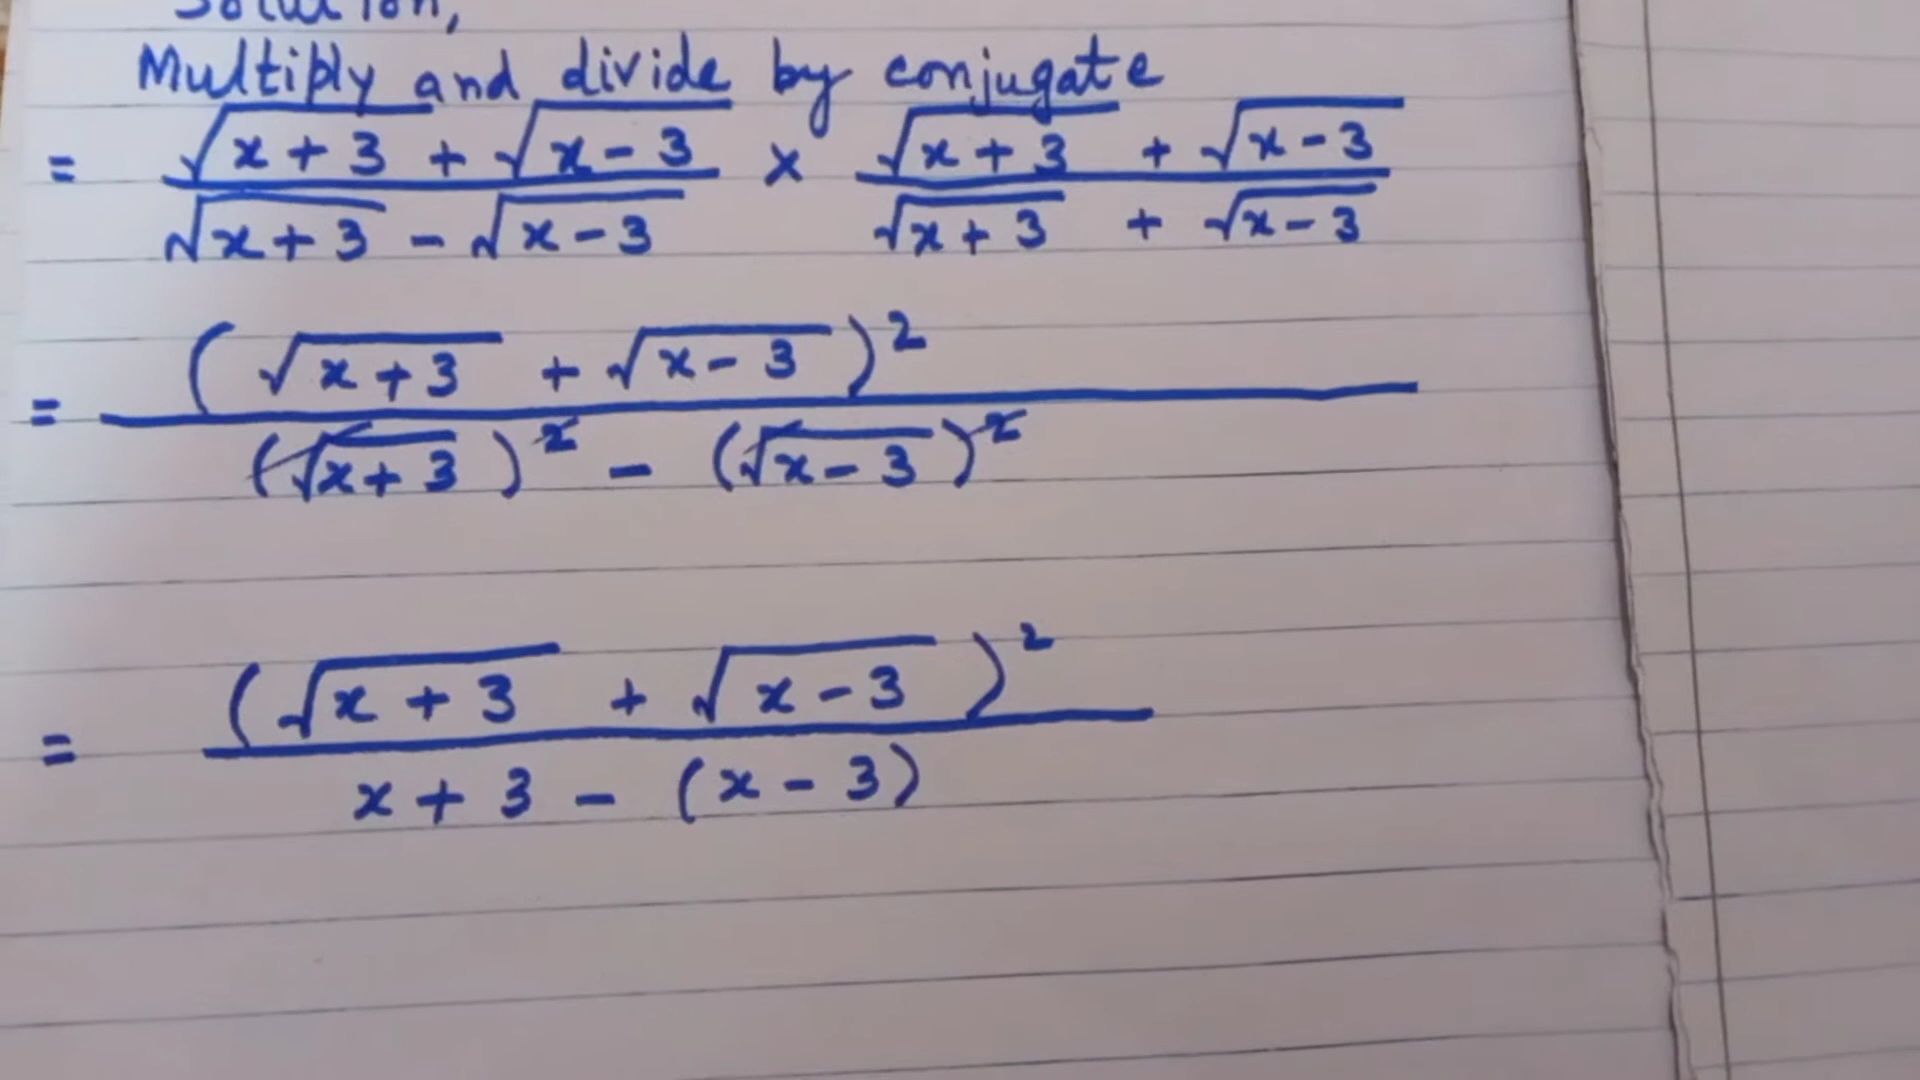 Solution,
Multiply and divide by conjugate
= (√(x+3) + √(x-3)) / (√(x+3) - √(x-3)) × (√(x+3) + √(x-3)) / (√(x+3) + √(x-3))
= (√(x+3) + √(x-3))² / ((√(x+3))² - (√(x-3))²)
= (√(x+3) + √(x-3))² / (x+3 - (x-3))